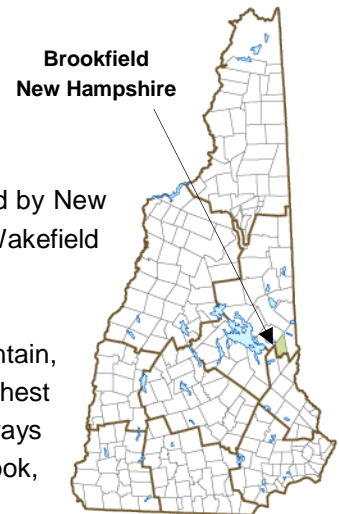 Brookfield
New Hampshire
d by New
Wakefield
ntain,
hest
ays
ook,